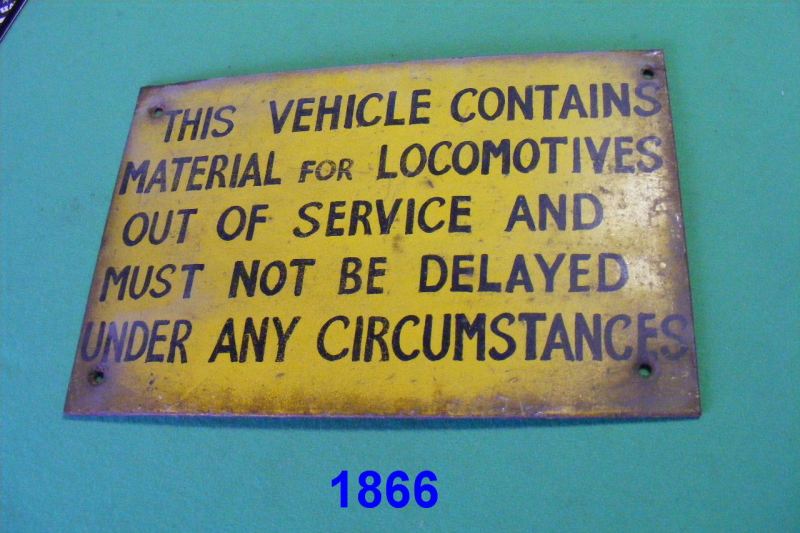 THIS VEHICLE CONTAINS
MATERIAL FOR LOCOMOTIVES
OUT OF SERVICE AND
MUST NOT BE DELAYED
UNDER ANY CIRCUMSTANCES
1866